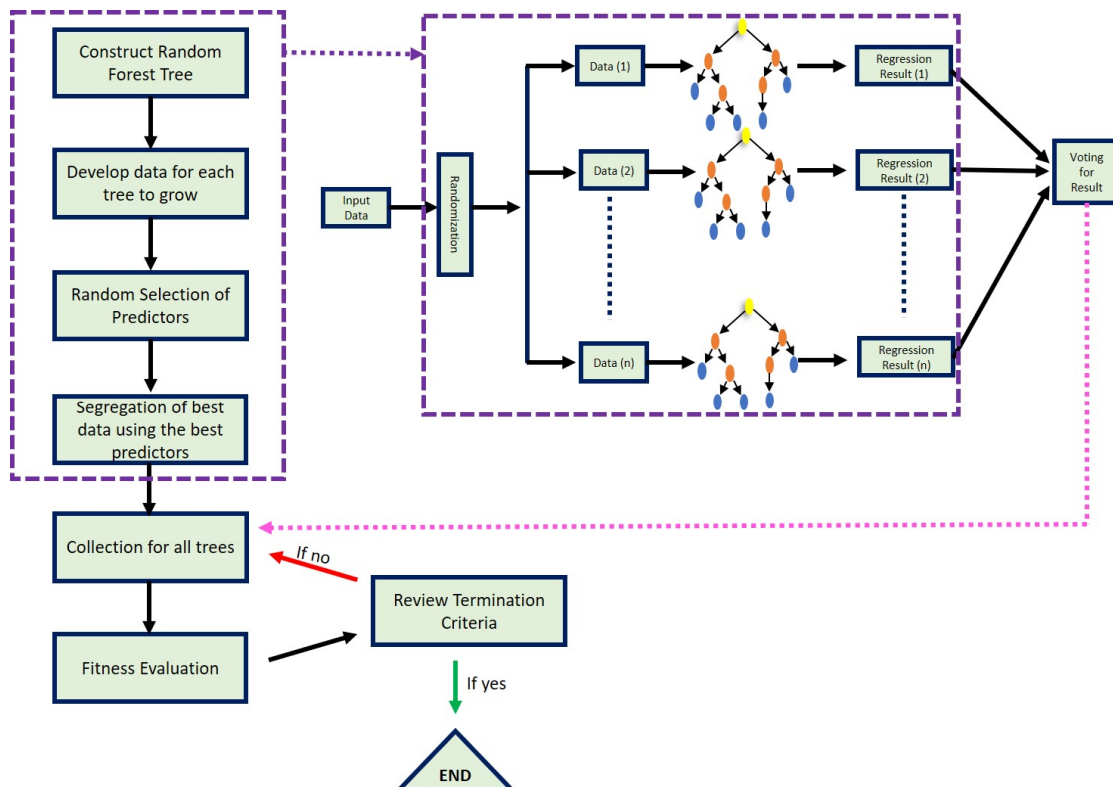 Construct Random
Forest Tree
Develop data for each
tree to grow
Random Selection of
Predictors
Segregation of best
data using the best
predictors
Collection for all trees
Fitness Evaluation
If no
Review Termination
Criteria
If yes
END
Input
Data
Randomization
Data (1)
Regression
Result (1)
Data (2)
Regression
Result (2)
Data (n)
Regression
Result (n)
Voting
for
Result